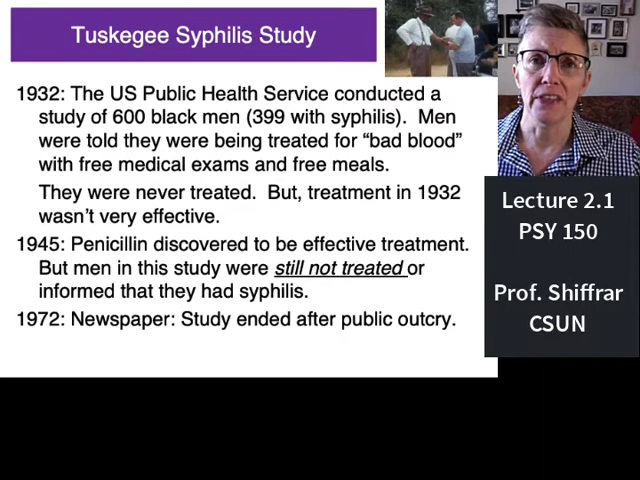 Tuskegee Syphilis Study
1932: The US Public Health Service conducted a
study of 600 black men (399 with syphilis).  Men
were told they were being treated for “bad blood”
with free medical exams and free meals.
They were never treated.  But, treatment in 1932
wasn’t very effective.
1945: Penicillin discovered to be effective treatment.
But men in this study were still not treated or
informed that they had syphilis.
1972: Newspaper: Study ended after public outcry.
Lecture 2.1
PSY 150
Prof. Shiffrar
CSUN